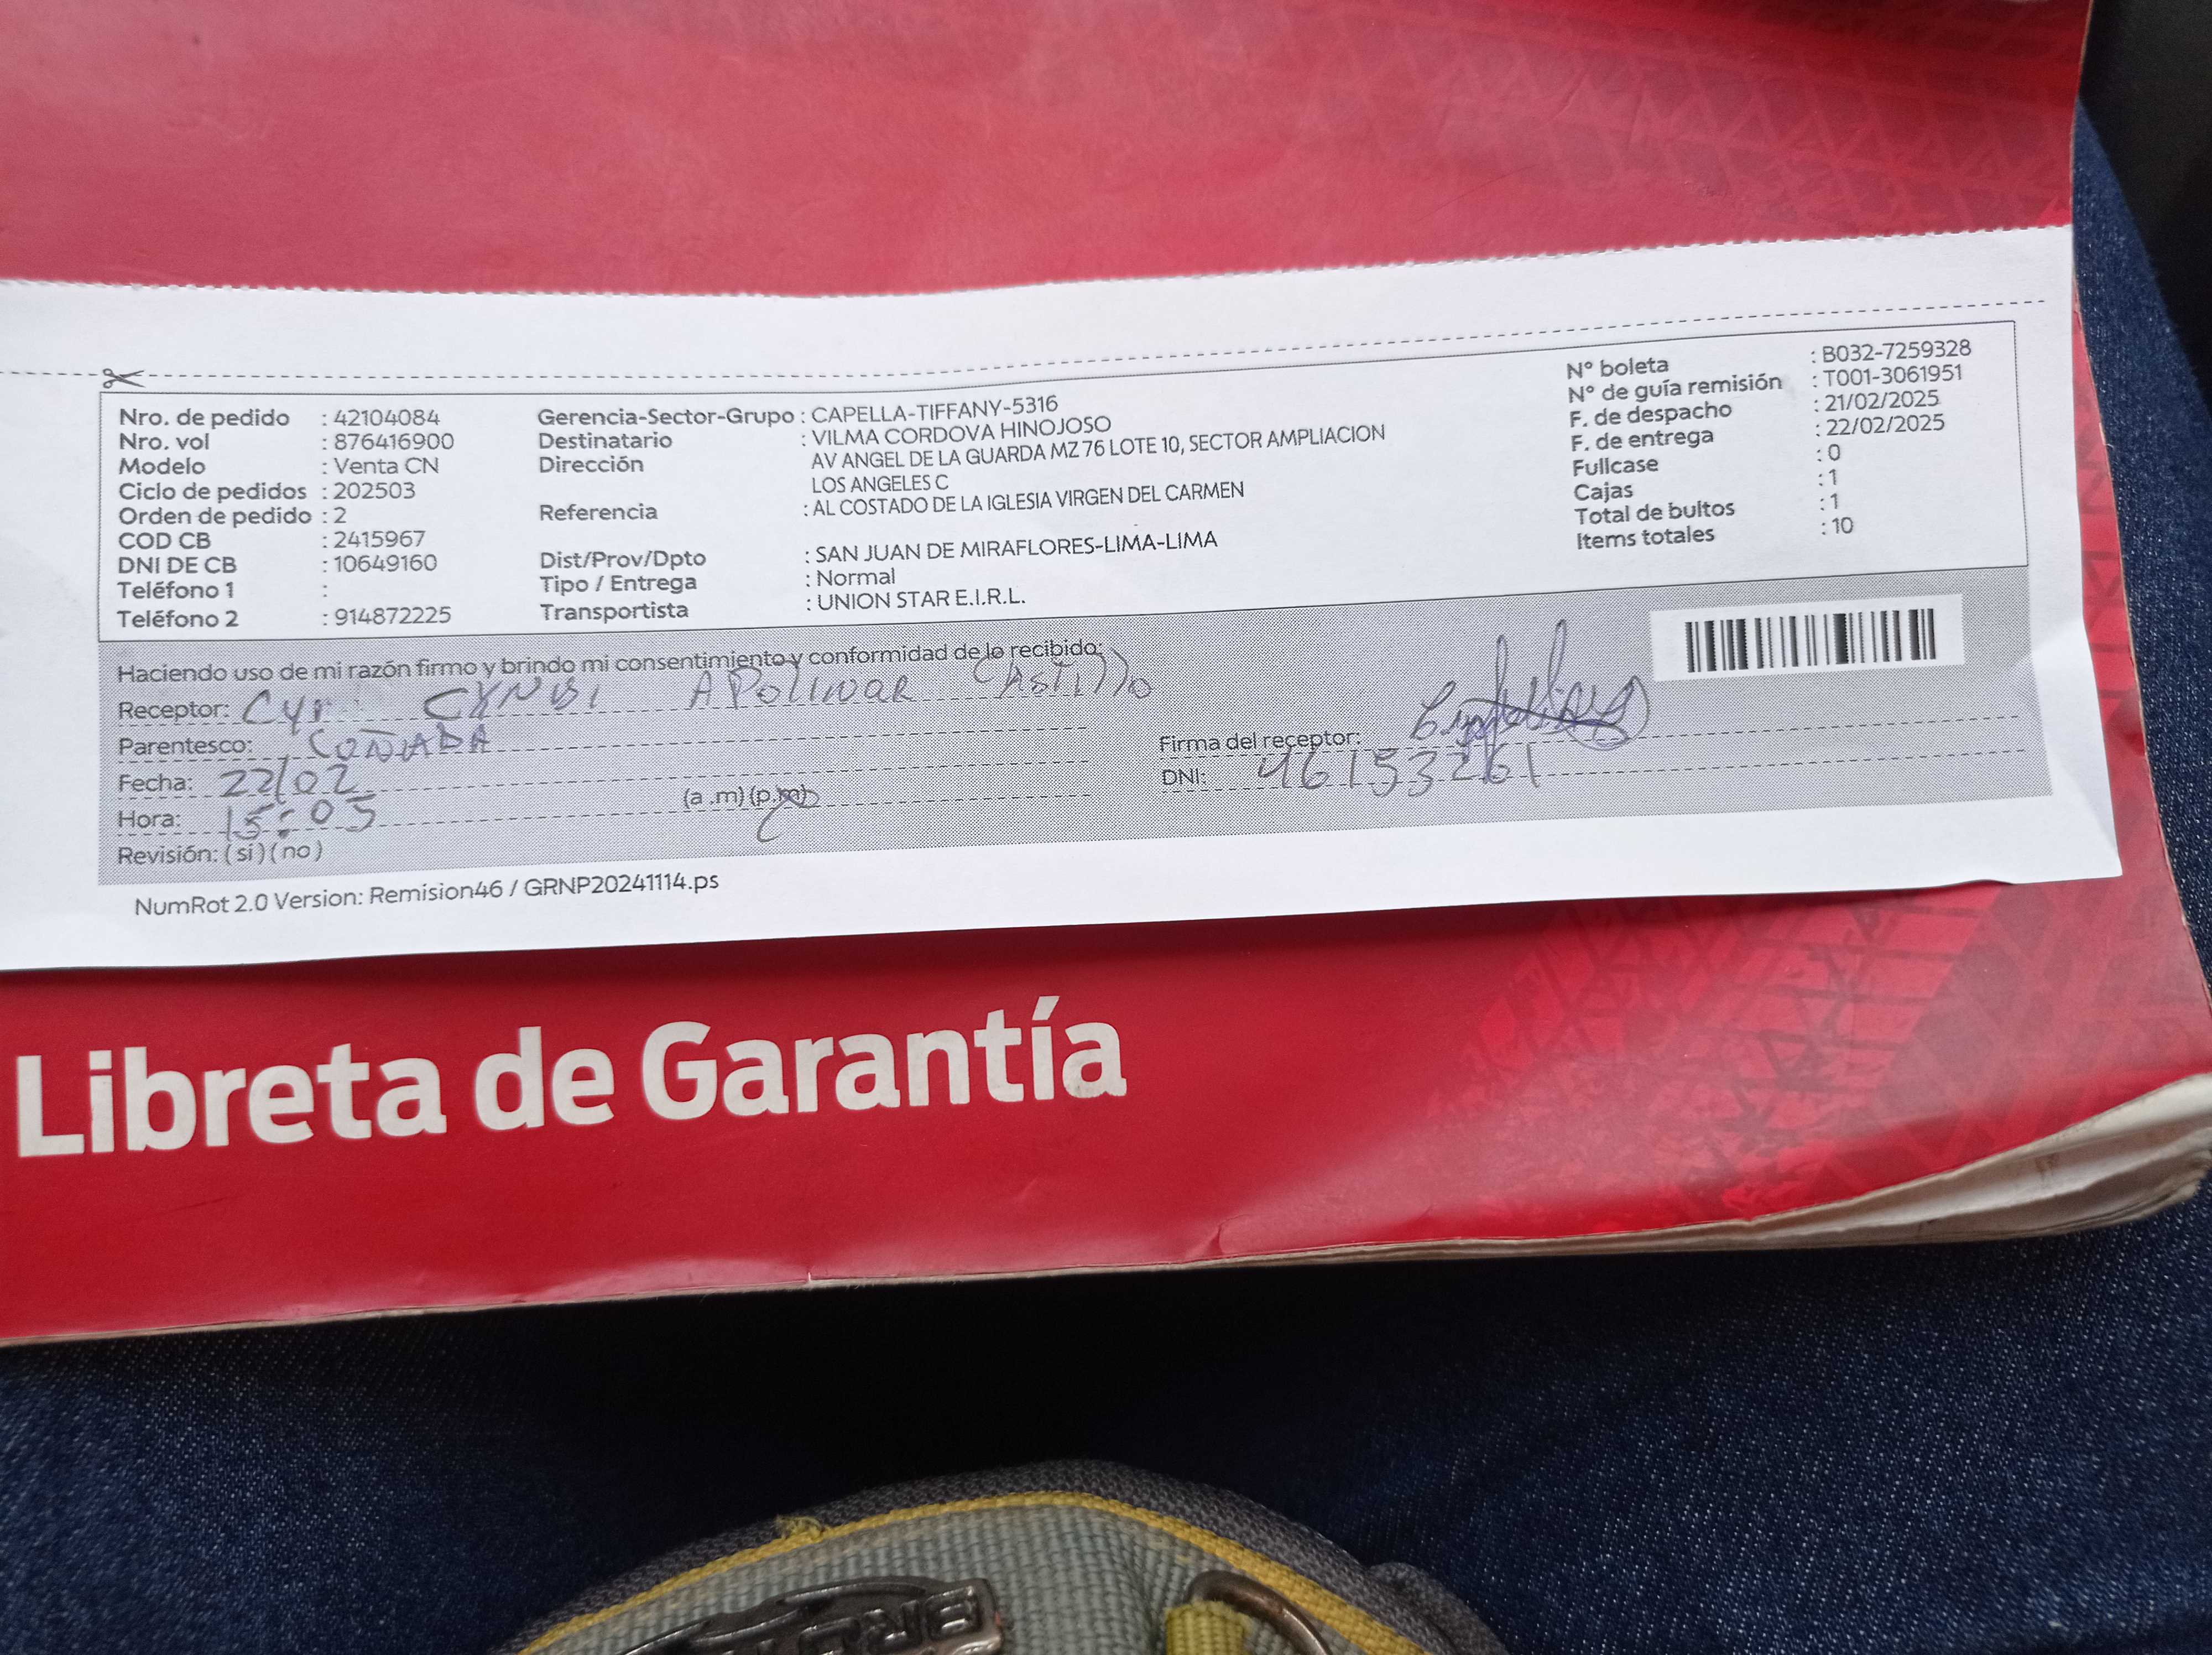 Nro. de pedido : 42104084
Nro. vol : 876416900
Modelo : Venta CN
Ciclo de pedidos : 202503
Orden de pedido : 2
COD CB : 2415967
DNI DE CB : 10649160
Teléfono 1 :
Teléfono 2 : 914872225
Gerencia-Sector-Grupo : CAPELLA-TIFFANY-5316
Destinatario : VILMA CORDOVA HINOJOSO
Dirección AV ANGEL DE LA GUARDA MZ 76 LOTE 10, SECTOR AMPLIACION
LOS ANGELES C
Referencia : AL COSTADO DE LA IGLESIA VIRGEN DEL CARMEN
Dist/Prov/Dpto : SAN JUAN DE MIRAFLORES-LIMA-LIMA
Tipo / Entrega : Normal
Transportista : UNION STAR E.I.R.L.
N° boleta : B032-7259328
N° de guía remisión : T001-3061951
F. de despacho : 21/02/2025
F. de entrega : 22/02/2025
Fullcase : 0
Cajas : 1
Total de bultos : 1
Items totales : 10
Haciendo uso de mi razón firmo y brindo mi consentimiento y conformidad de lo recibido:
Receptor: Cyr CYNDI APOLINAR CAStillo
Parentesco: COÑADA
Fecha: 22/02
Hora: 15:05 (a .m) (p.m)
Revisión: (si) (no)
Firma del receptor:
DNI: 46153261
NumRot 2.0 Version: Remision46 / GRNP20241114.ps
Libreta de Garantía